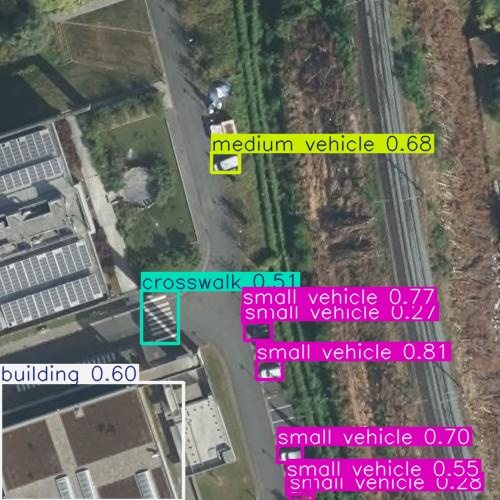 medium vehicle 0.68
crosswalk 0.51
small vehicle 0.77
small vehicle 0.27
small vehicle 0.81
building 0.60
small vehicle 0.70
small vehicle 0.55
small vehicle 0.28